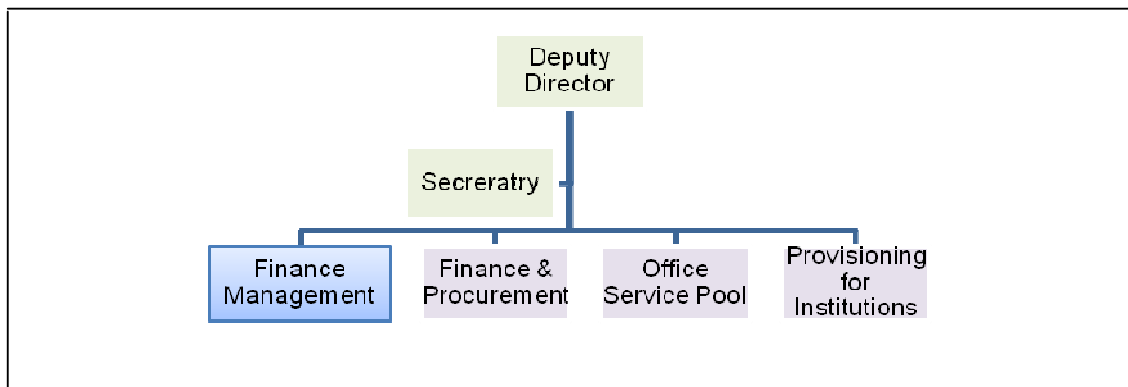 Deputy
Director
Secreratry
Finance
Management
Finance &
Procurement
Office
Service Pool
Provisioning
for
Institutions